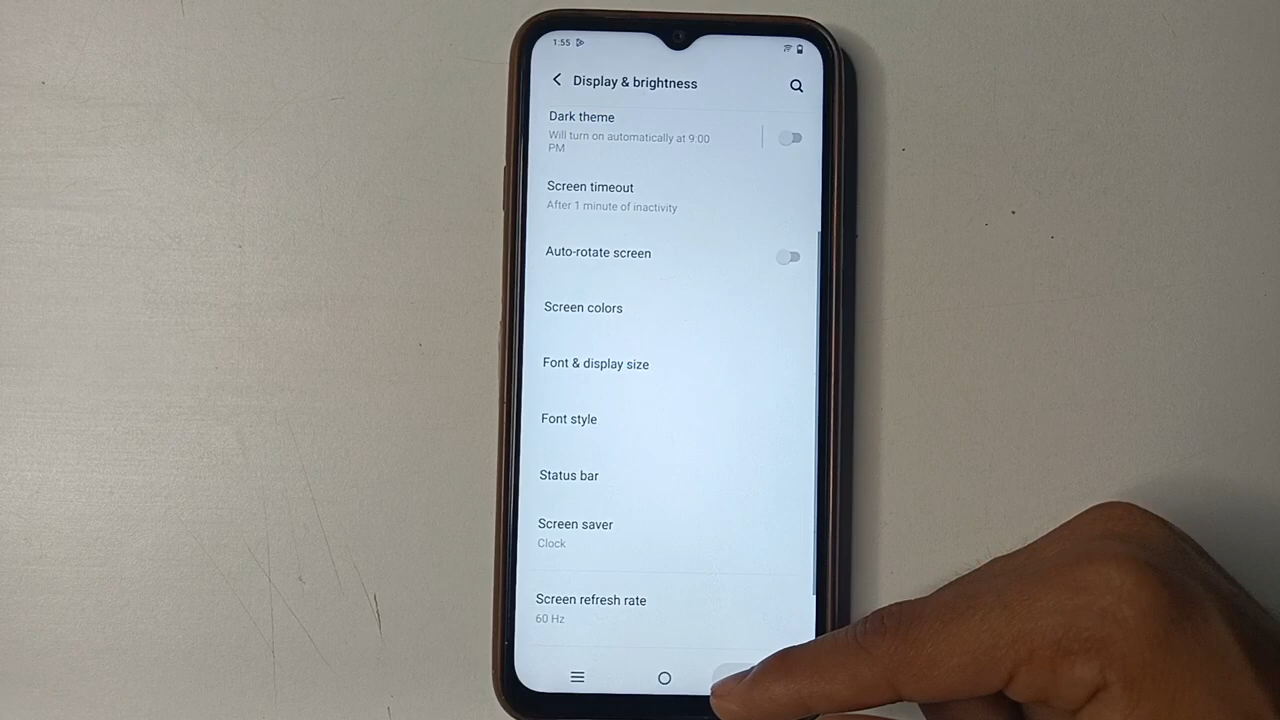 1:55
Display & brightness
Dark theme
Will turn on automatically at 9:00
PM
Screen timeout
After 1 minute of inactivity
Auto-rotate screen
Screen colors
Font & display size
Font style
Status bar
Screen saver
Clock
Screen refresh rate
60 Hz